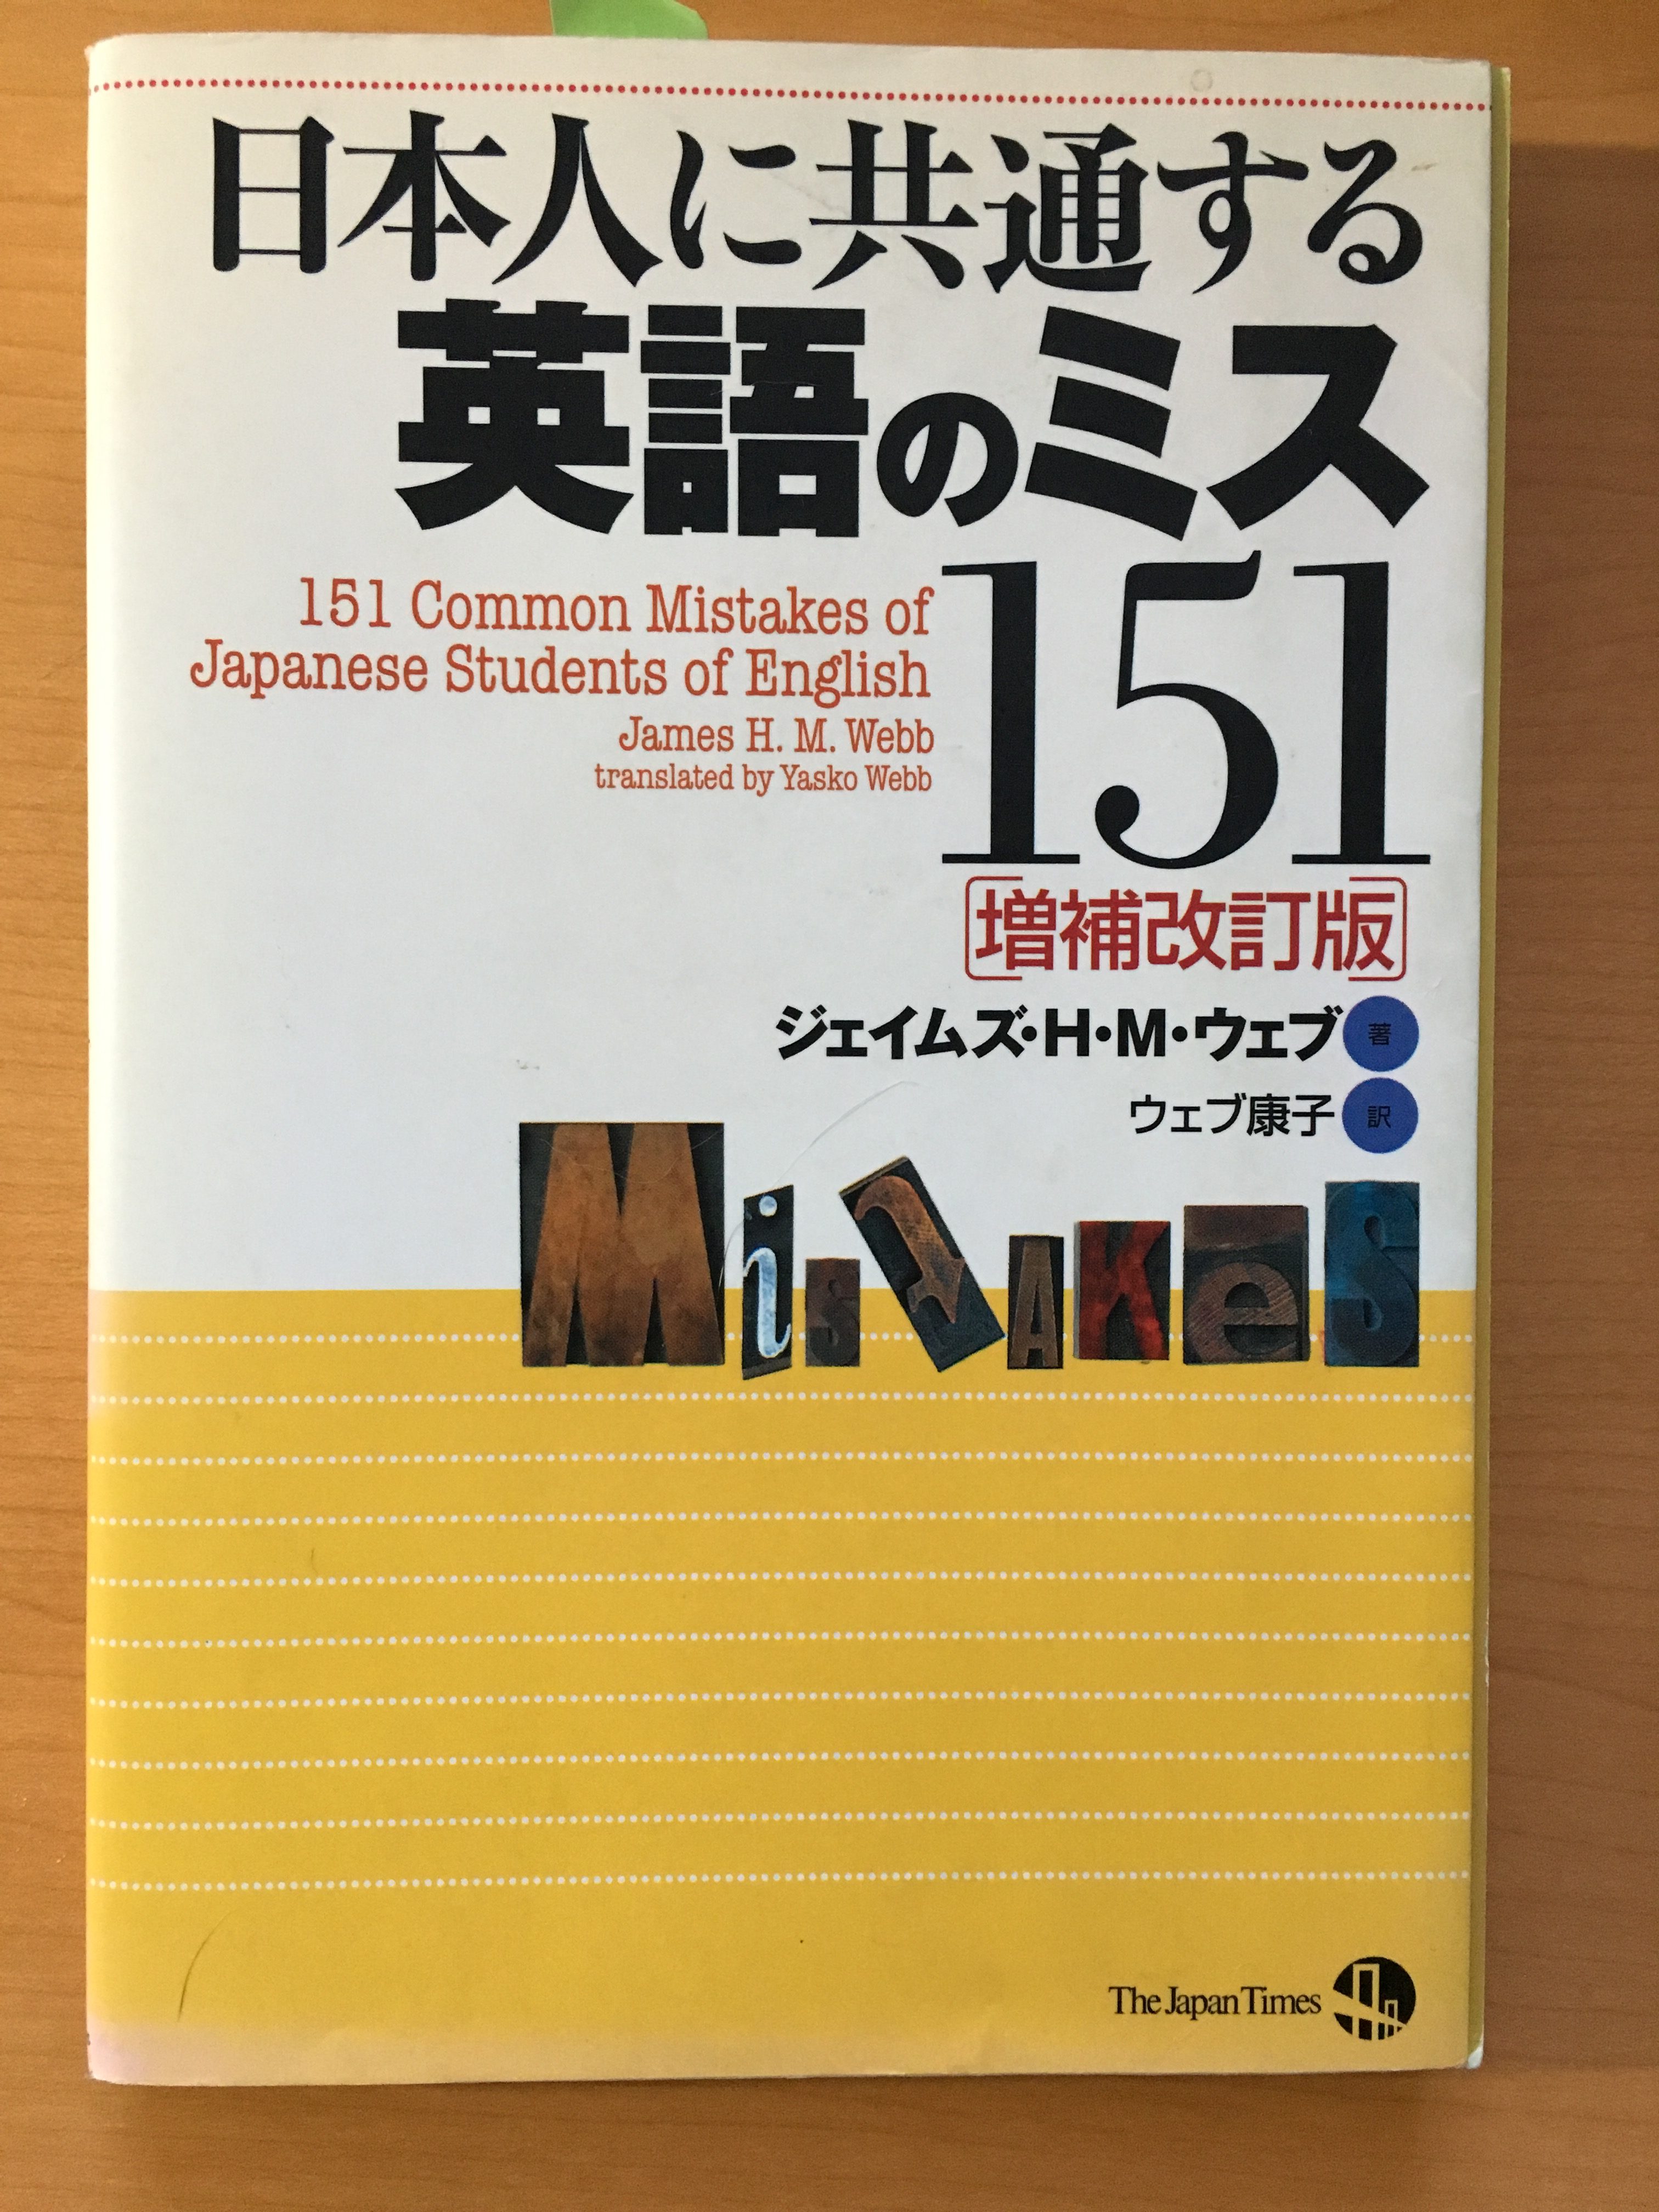 日本人に共通する
英語のミス
151
151 Common Mistakes of
Japanese Students of English
James H. M. Webb
translated by Yasko Webb
[増補改訂版]
ジェイムズ・H・M・ウェブ 著
ウェブ康子 訳
MisTAKeS
The Japan Times